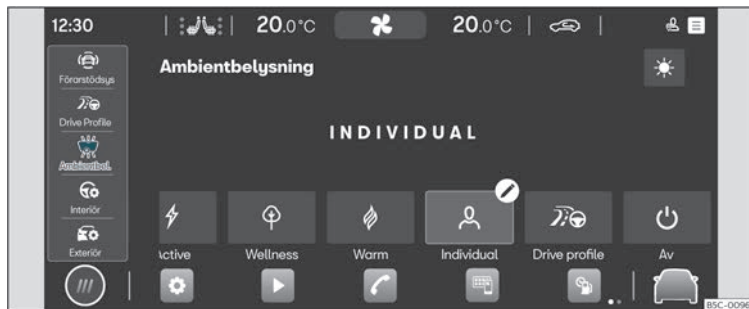 12:30 20.0°C 20.0°C
Förarstödsys
Drive Profile
Ambientbel.
Interiör
Exteriör
Ambientbelysning
INDIVIDUAL
active
Wellness
Warm
Individual
Drive profile
Av
B5C-0096